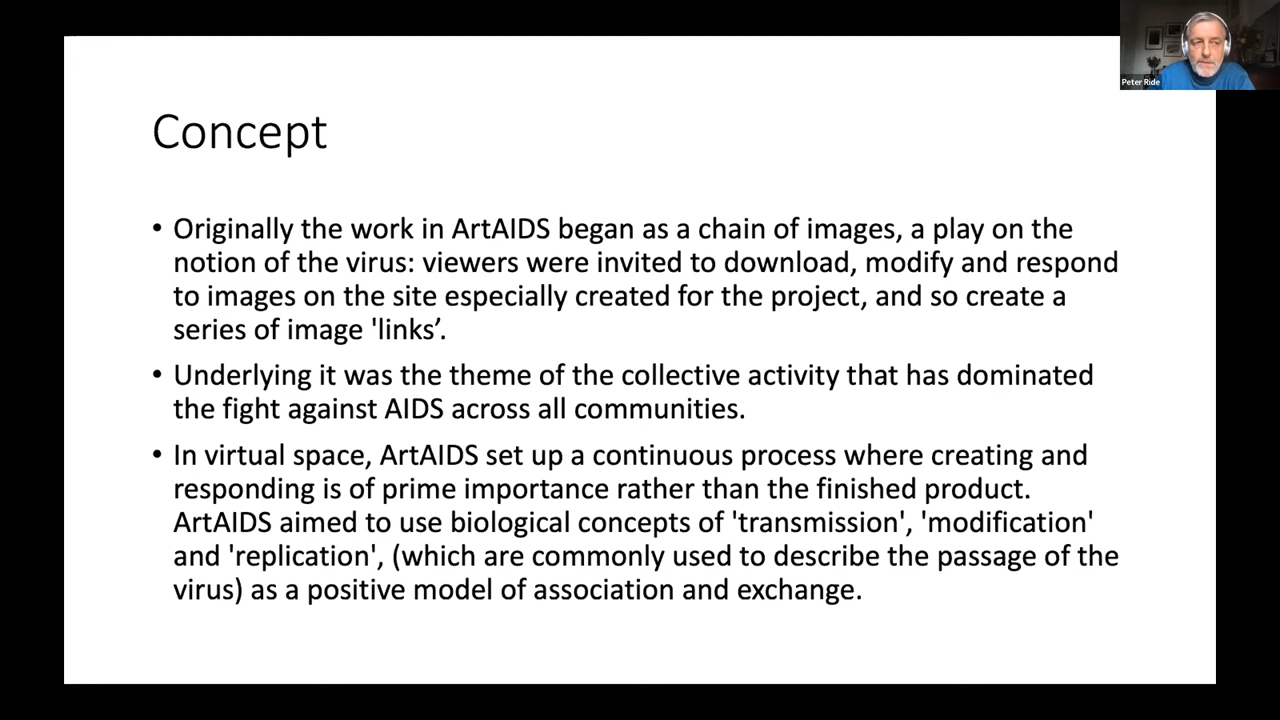 Peter Ride
Concept
• Originally the work in ArtAIDS began as a chain of images, a play on the
notion of the virus: viewers were invited to download, modify and respond
to images on the site especially created for the project, and so create a
series of image 'links’.
• Underlying it was the theme of the collective activity that has dominated
the fight against AIDS across all communities.
• In virtual space, ArtAIDS set up a continuous process where creating and
responding is of prime importance rather than the finished product.
ArtAIDS aimed to use biological concepts of 'transmission', 'modification'
and 'replication', (which are commonly used to describe the passage of the
virus) as a positive model of association and exchange.